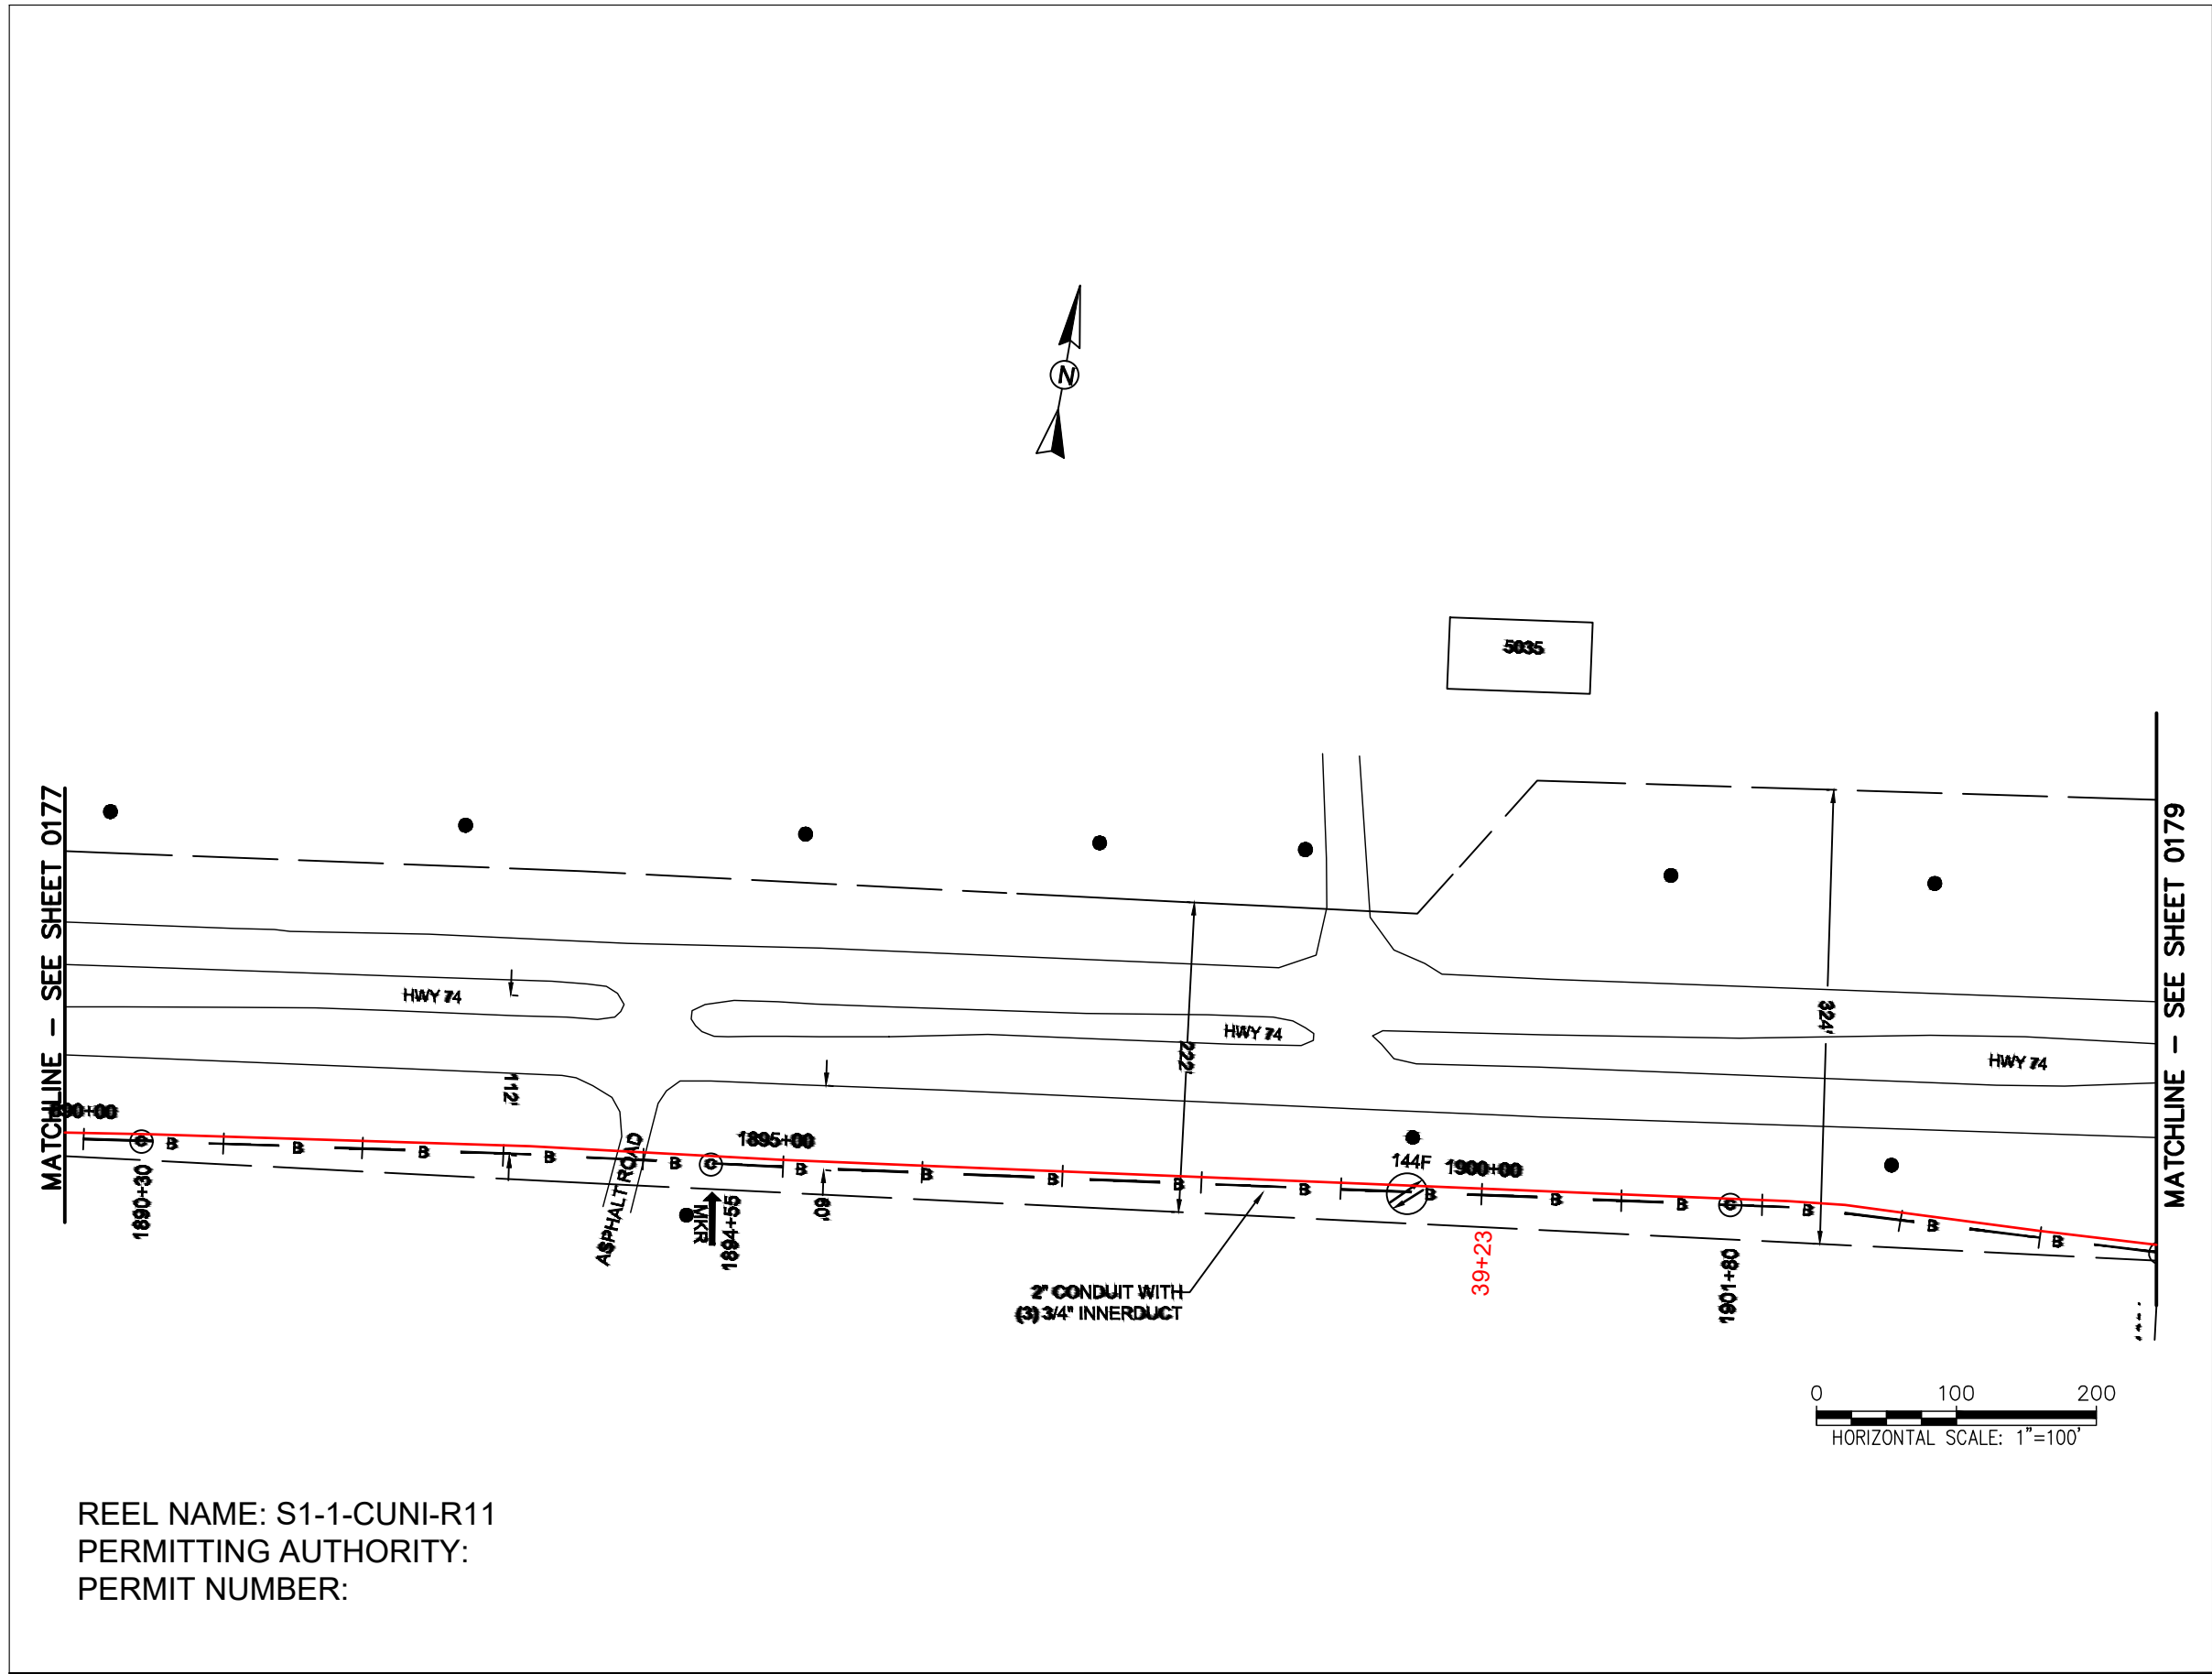 N
5035
MATCHLINE - SEE SHEET 0177
MATCHLINE - SEE SHEET 0179
HWY 74
HWY 74
HWY 74
112'
222'
324'
60'
890+00
1895+00
144F 1900+00
B B B B B B B B B B B B B B B B
1890+30
ASPHALT ROAD
MKR
1894+55
39+23
1901+80
2" CONDUIT WITH
(3) 3/4" INNERDUCT
0 100 200
HORIZONTAL SCALE: 1"=100'
REEL NAME: S1-1-CUNI-R11
PERMITTING AUTHORITY:
PERMIT NUMBER: